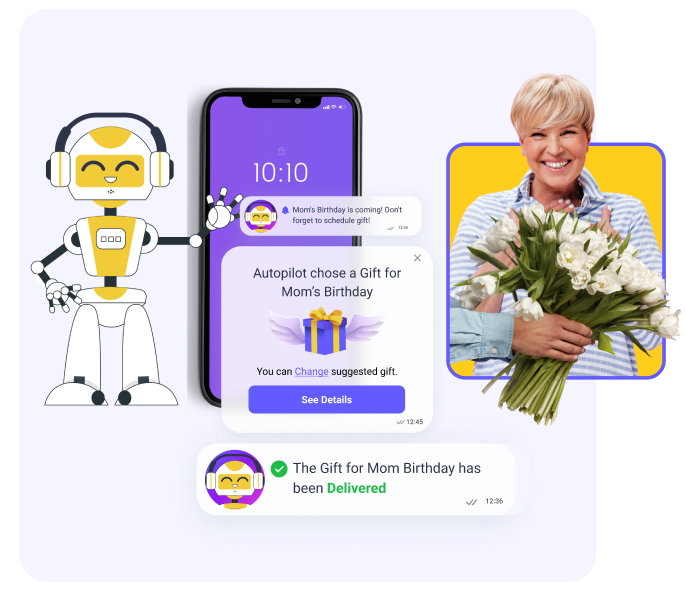 10:10
Mom's Birthday is coming! Don't
forget to schedule gift!
12:36
Autopilot chose a Gift for
Mom's Birthday
You can Change suggested gift.
See Details
12:45
The Gift for Mom Birthday has
been Delivered
12:36